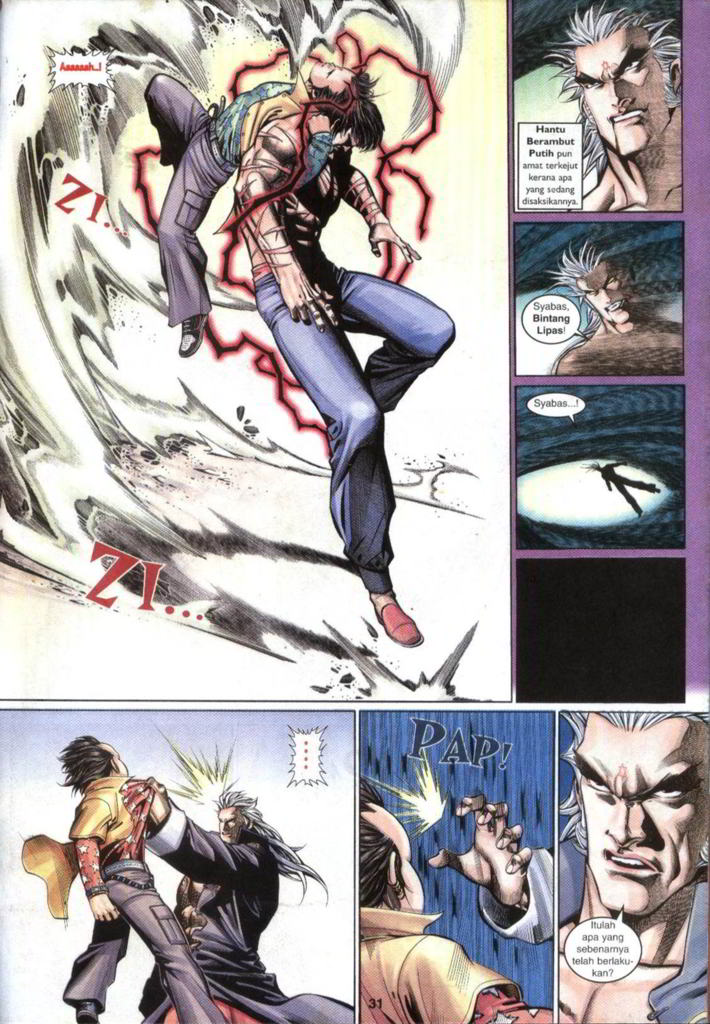 Aaaaaah..!
ZI...
ZI...
Hantu
Berambut
Putih pun
amat terkejut
kerana apa
yang sedang
disaksikannya.
Syabas,
Bintang
Lipas!
Syabas...!
....
PAP!
Itulah
apa yang
sebenarnya
telah berlaku-
kan?
31